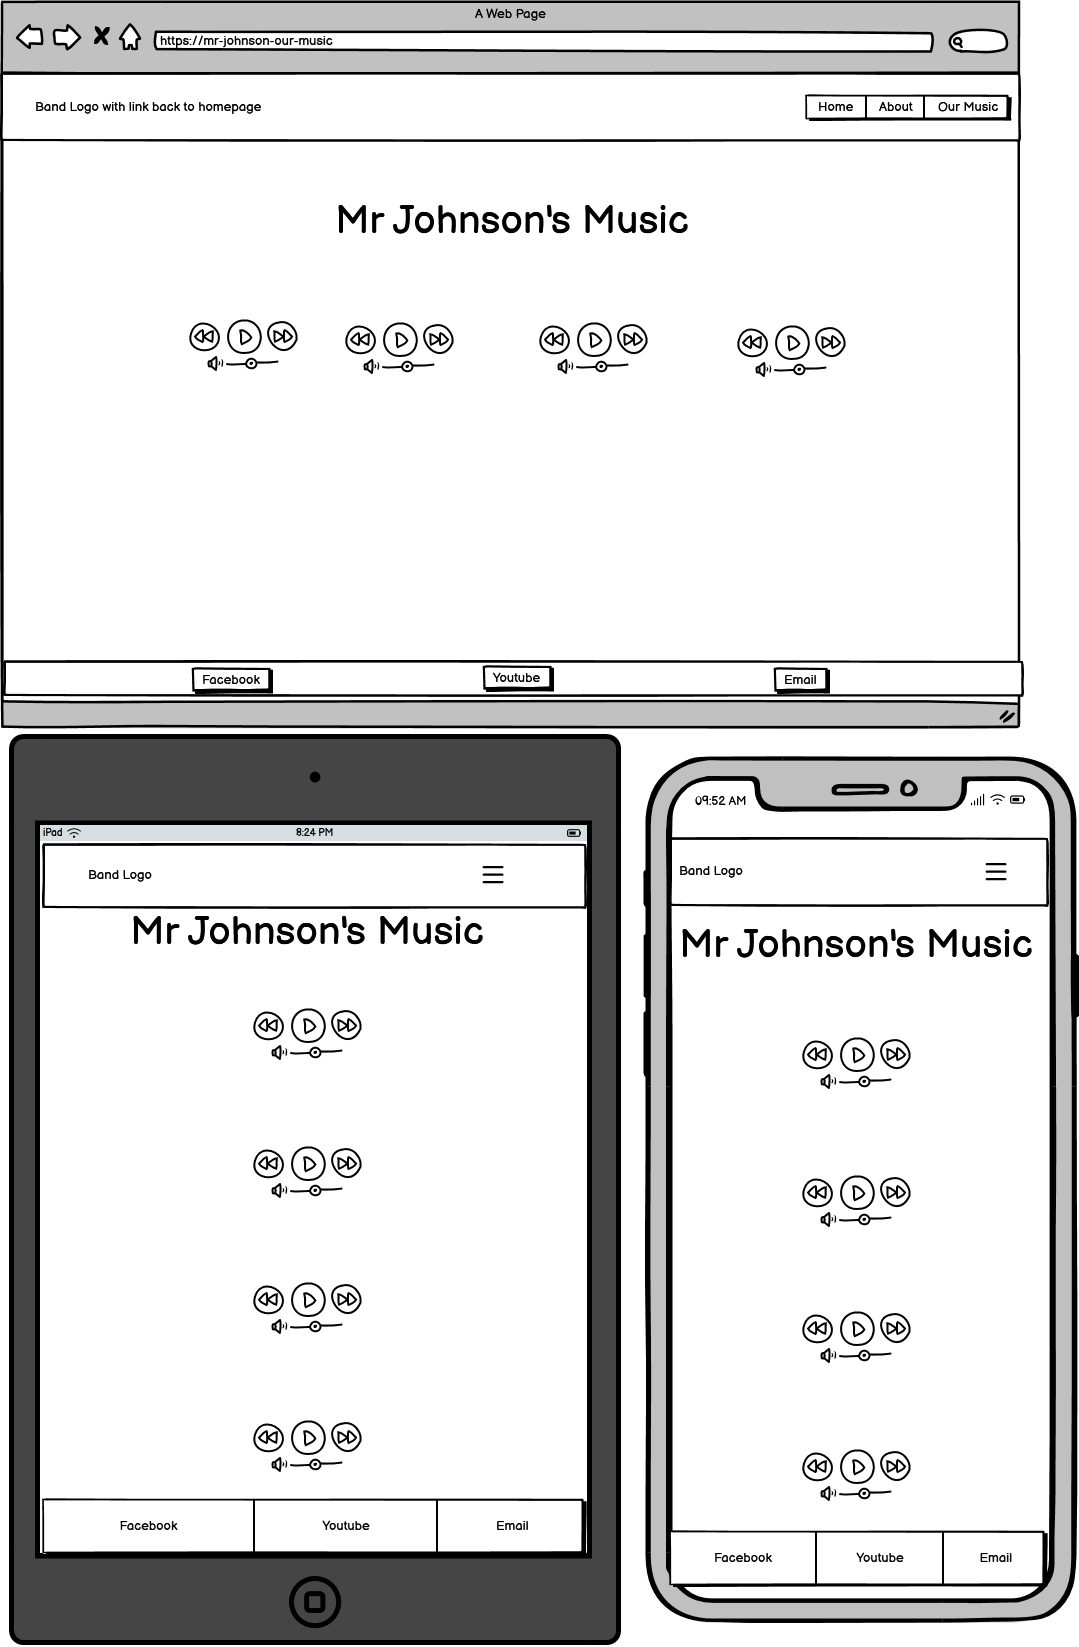 A Web Page
https://mr-johnson-our-music
Band Logo with link back to homepage
Home About Our Music
Mr Johnson's Music
Facebook Youtube Email
iPad 8:24 PM
Band Logo
Mr Johnson's Music
Facebook Youtube Email
09:52 AM
Band Logo
Mr Johnson's Music
Facebook Youtube Email